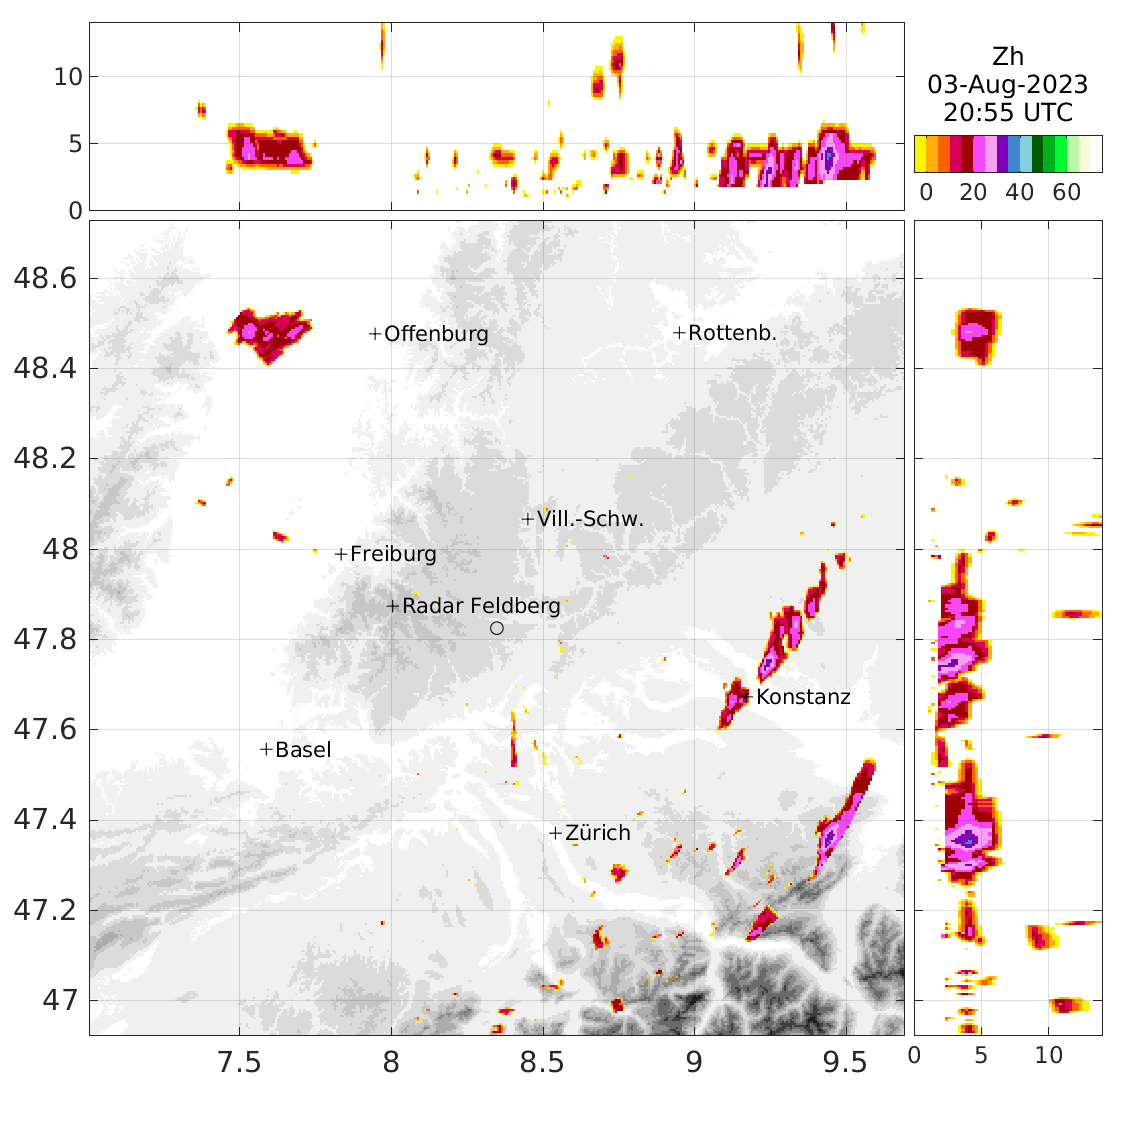 10
5
0
Zh
03-Aug-2023
20:55 UTC
0 20 40 60
48.6
48.4
48.2
48
47.8
47.6
47.4
47.2
47
+Offenburg
+Rottenb.
+Vill.-Schw.
+Freiburg
+Radar Feldberg
+Konstanz
+Basel
+Zürich
7.5 8 8.5 9 9.5
0 5 10